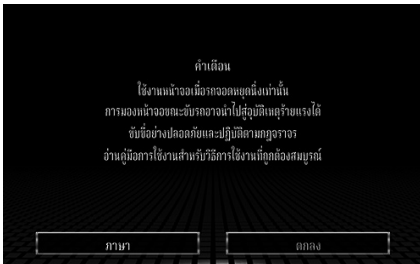 คำเตือน
ใช้งานหน้าจอเมื่อรถจอดหยุดนิ่งเท่านั้น
การมองหน้าจอขณะขับรถอาจนำไปสู่อุบัติเหตุร้ายแรงได้
ขับขี่อย่างปลอดภัยและปฏิบัติตามกฎจราจร
อ่านคู่มือการใช้งานสำหรับวิธีการใช้งานที่ถูกต้องสมบูรณ์
ภาษา
ตกลง